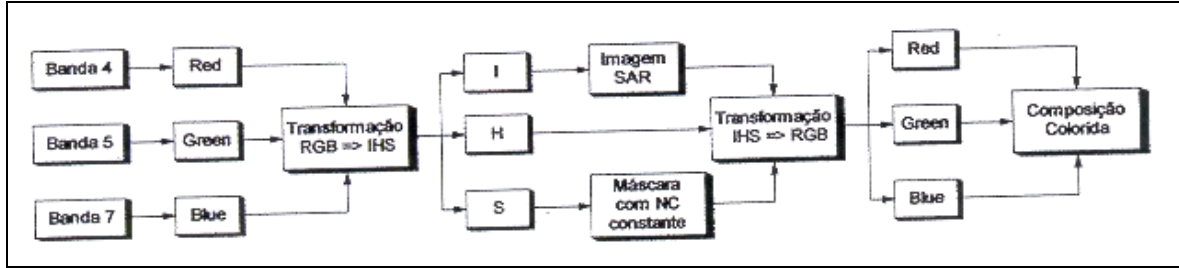 Banda 4
Red
Banda 5
Green
Banda 7
Blue
Transformação
RGB => IHS
I
H
S
Imagem
SAR
Máscara
com NC
constante
Transformação
IHS => RGB
Red
Green
Blue
Composição
Colorida